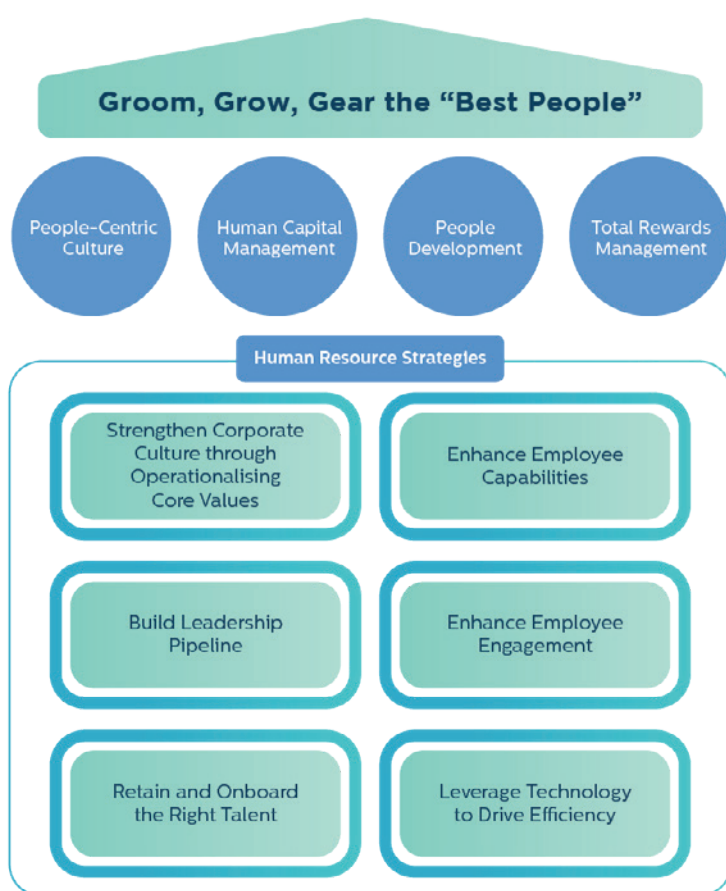 Groom, Grow, Gear the “Best People”
People-Centric
Culture
Human Capital
Management
People
Development
Total Rewards
Management
Human Resource Strategies
Strengthen Corporate
Culture through
Operationalising
Core Values
Enhance Employee
Capabilities
Build Leadership
Pipeline
Enhance Employee
Engagement
Retain and Onboard
the Right Talent
Leverage Technology
to Drive Efficiency